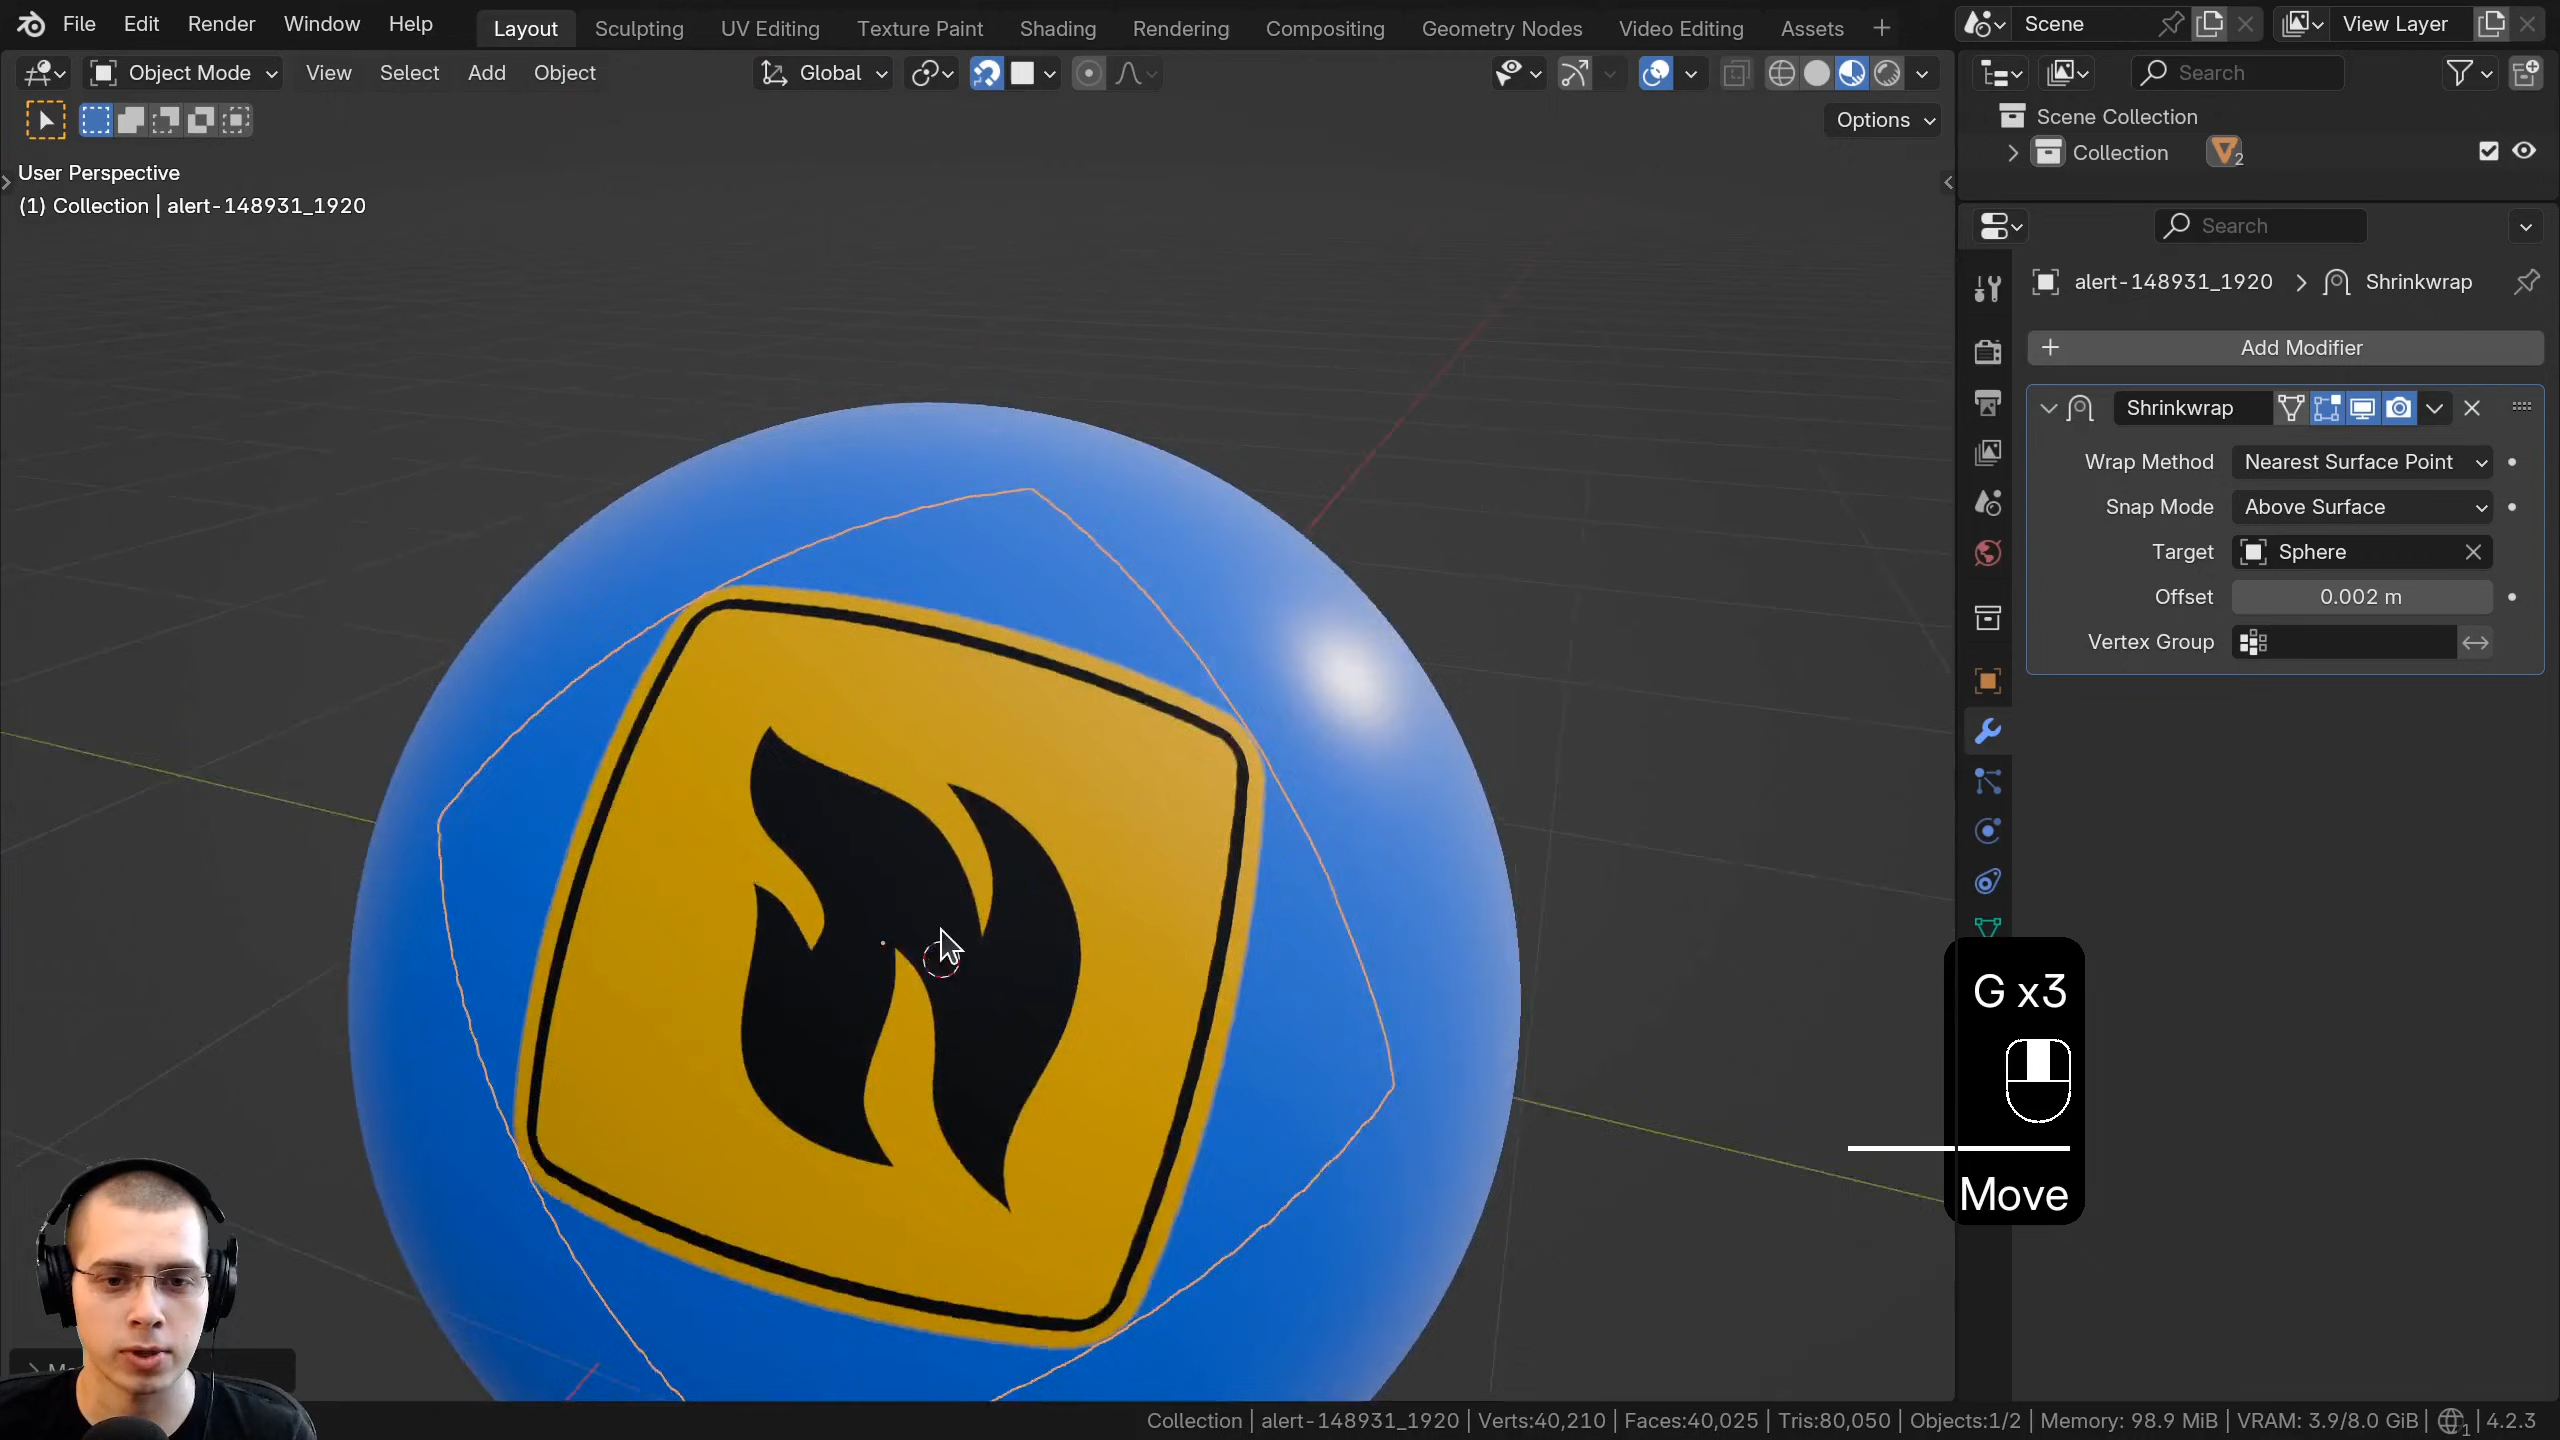 File Edit Render Window Help
Layout Sculpting UV Editing Texture Paint Shading Rendering Compositing Geometry Nodes Video Editing Assets +
Scene View Layer
Object Mode View Select Add Object
Global
Search
Options
Scene Collection
Collection 2
User Perspective
(1) Collection | alert-148931_1920
Search
alert-148931_1920 > Shrinkwrap
+ Add Modifier
Shrinkwrap
Wrap Method Nearest Surface Point
Snap Mode Above Surface
Target Sphere
Offset 0.002 m
Vertex Group
G x3
Move
Collection | alert-148931_1920 | Verts:40,210 | Faces:40,025 | Tris:80,050 | Objects:1/2 | Memory: 98.9 MiB | VRAM: 3.9/8.0 GiB | 1 | 4.2.3